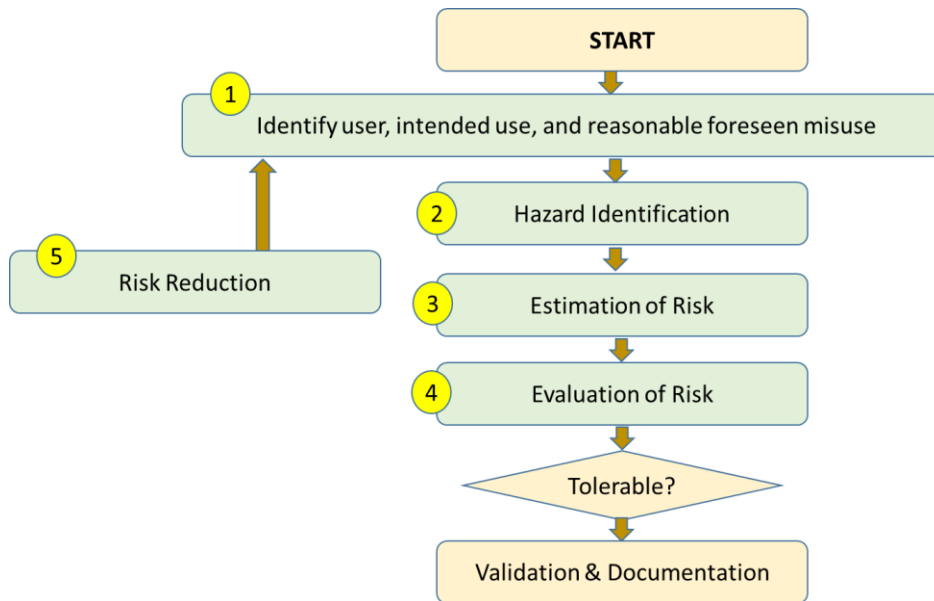 START
1
Identify user, intended use, and reasonable foreseen misuse
2
Hazard Identification
5
Risk Reduction
3
Estimation of Risk
4
Evaluation of Risk
Tolerable?
Validation & Documentation